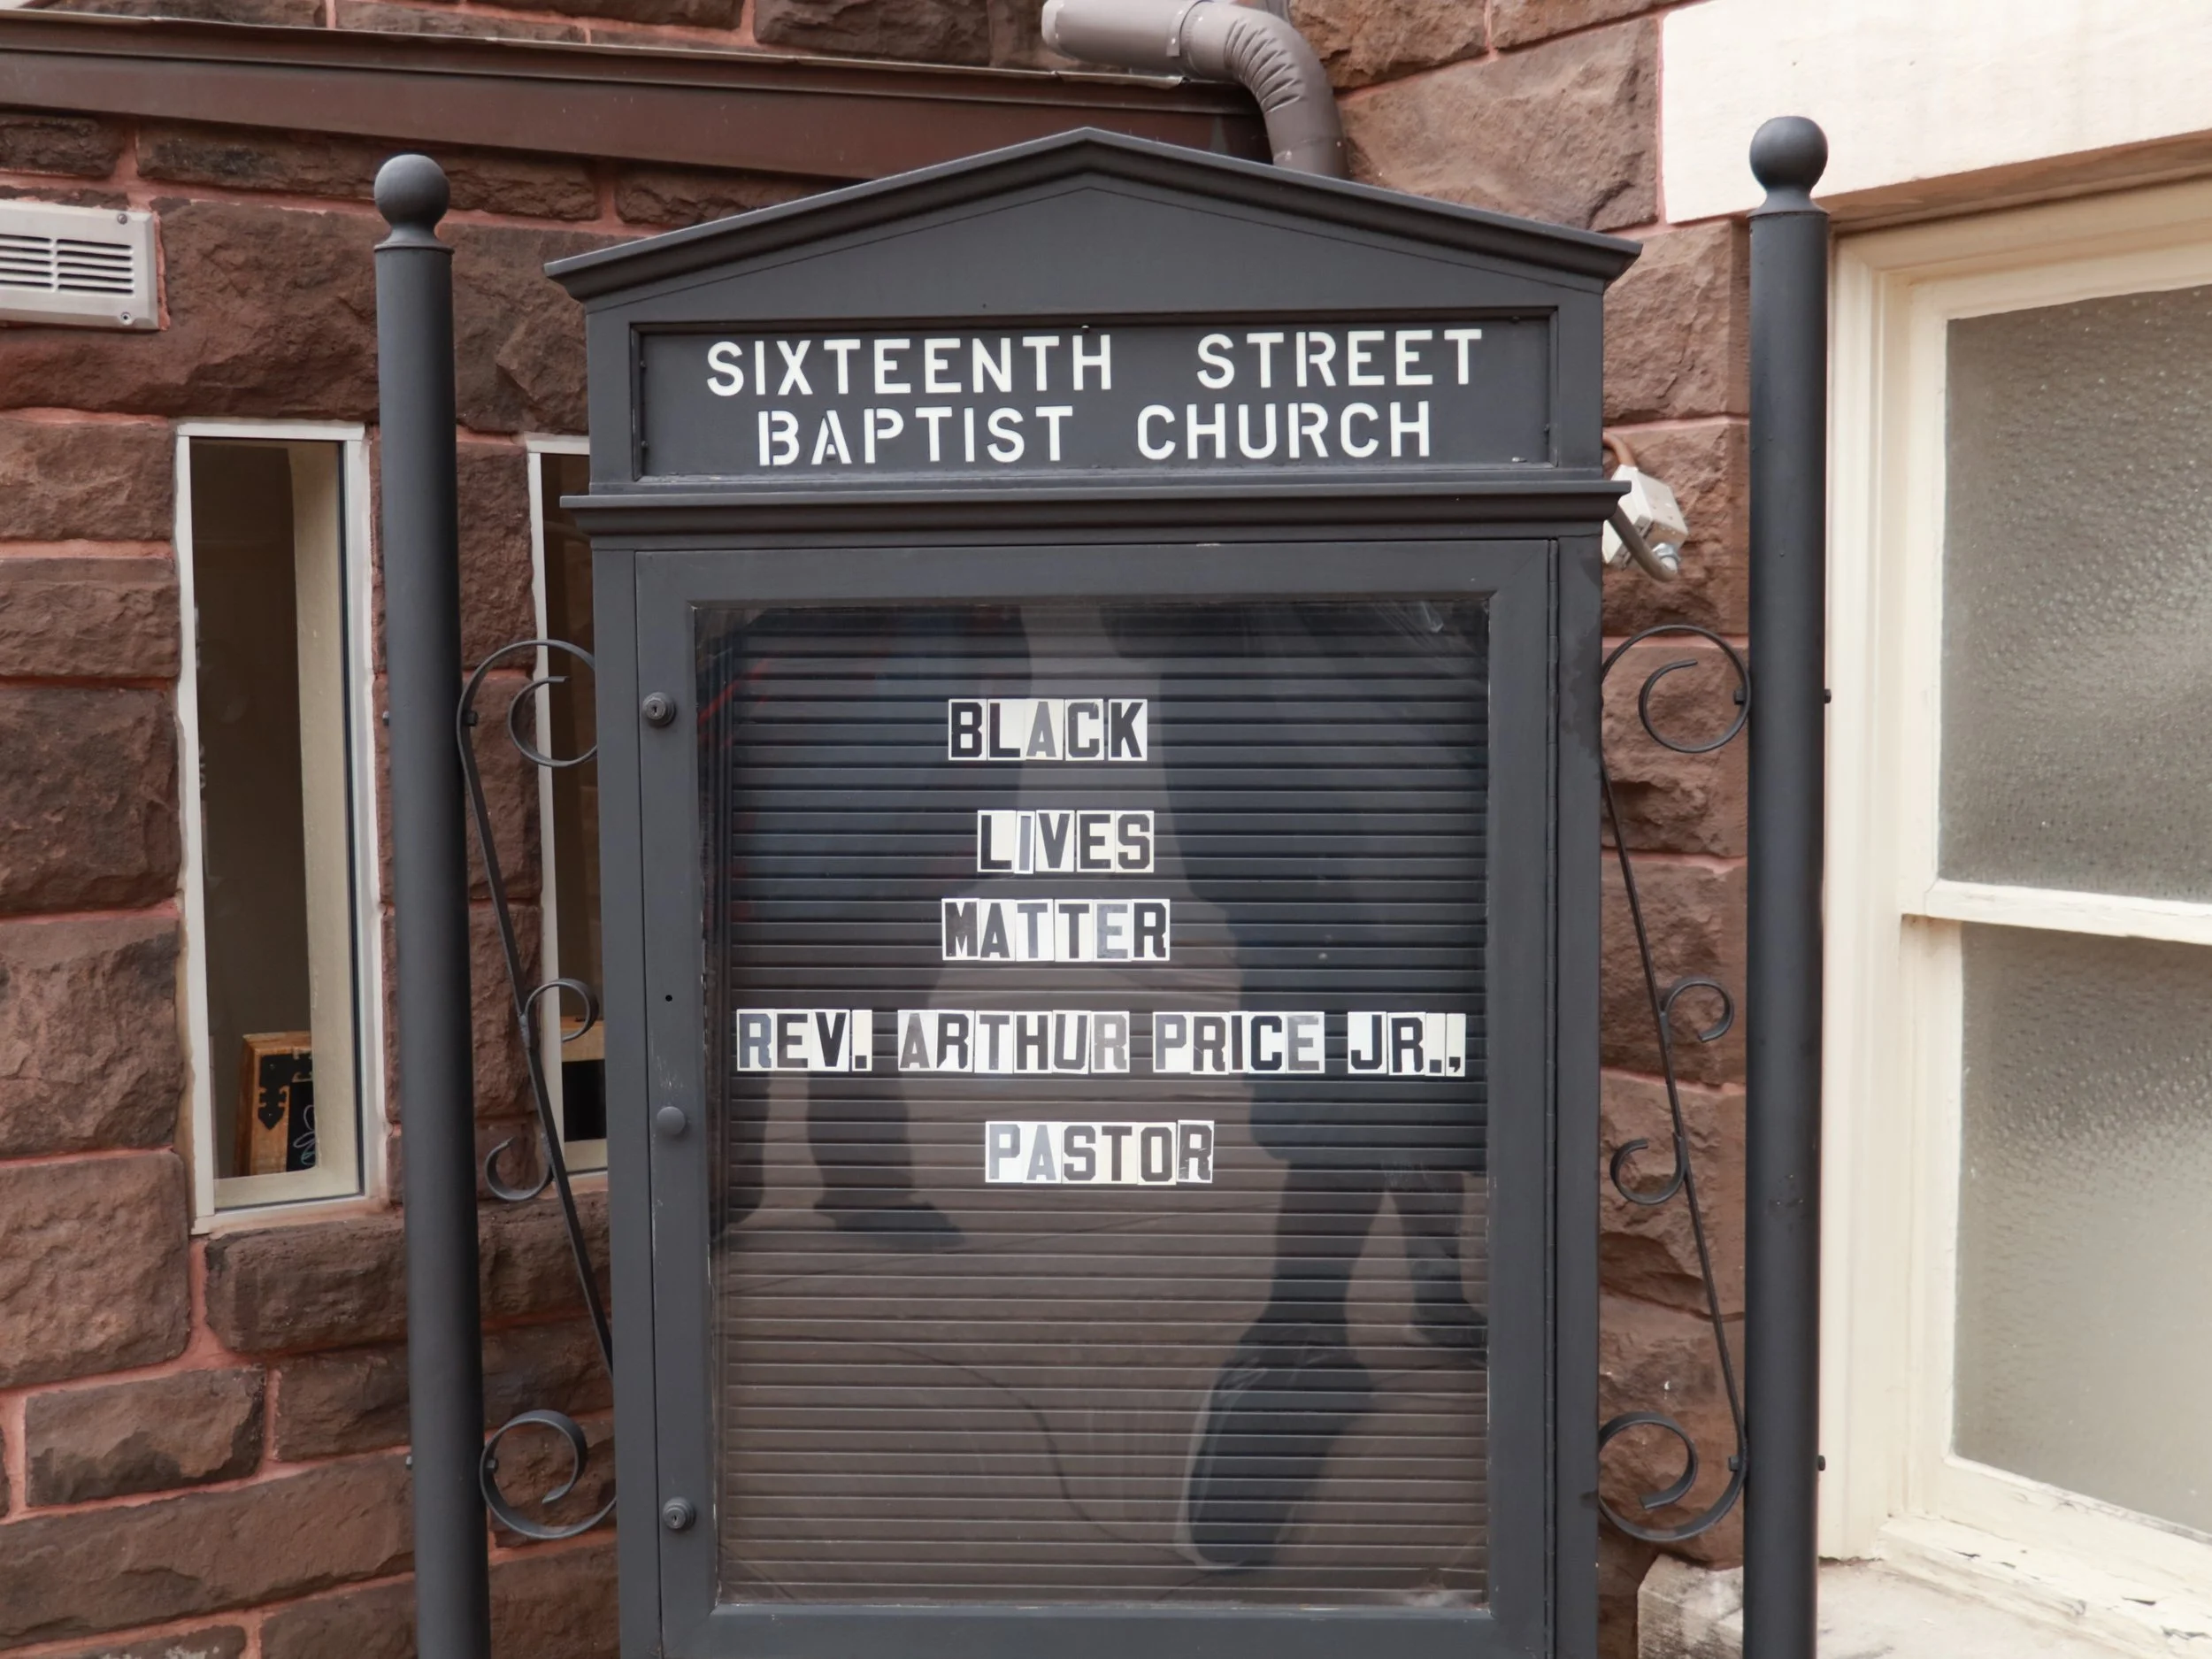 SIXTEENTH STREET
BAPTIST CHURCH
BLACK
LIVES
MATTER
REV. ARTHUR PRICE JR.,
PASTOR